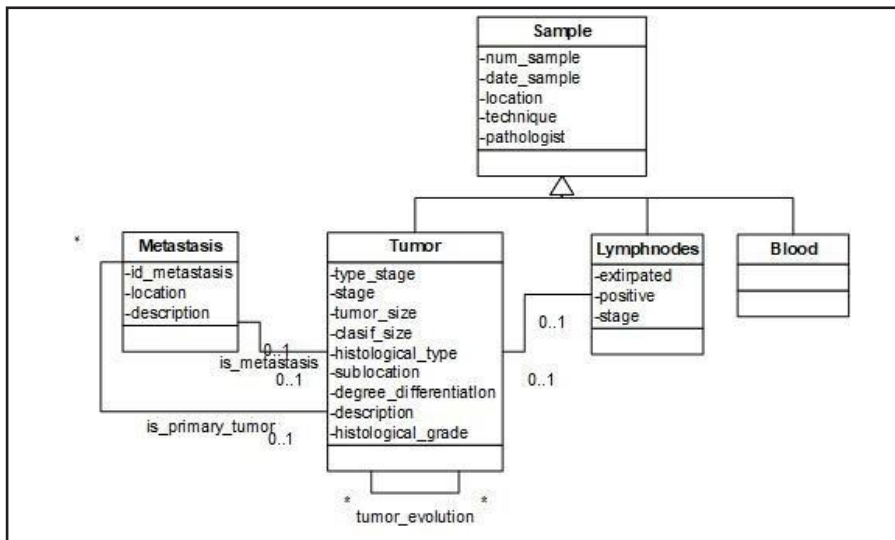 Sample
-num_sample
-date_sample
-location
-technique
-pathologist
*
Metastasis
-id_metastasis
-location
-description
Tumor
-type_stage
-stage
-tumor_size
-clasif_size
-histological_type
-sublocation
-degree_differentiation
-description
-histological_grade
Lymphnodes
-extirpated
-positive
-stage
Blood
0..1
is_metastasis
0..1
0..1
0..1
is_primary_tumor
0..1
* *
tumor_evolution